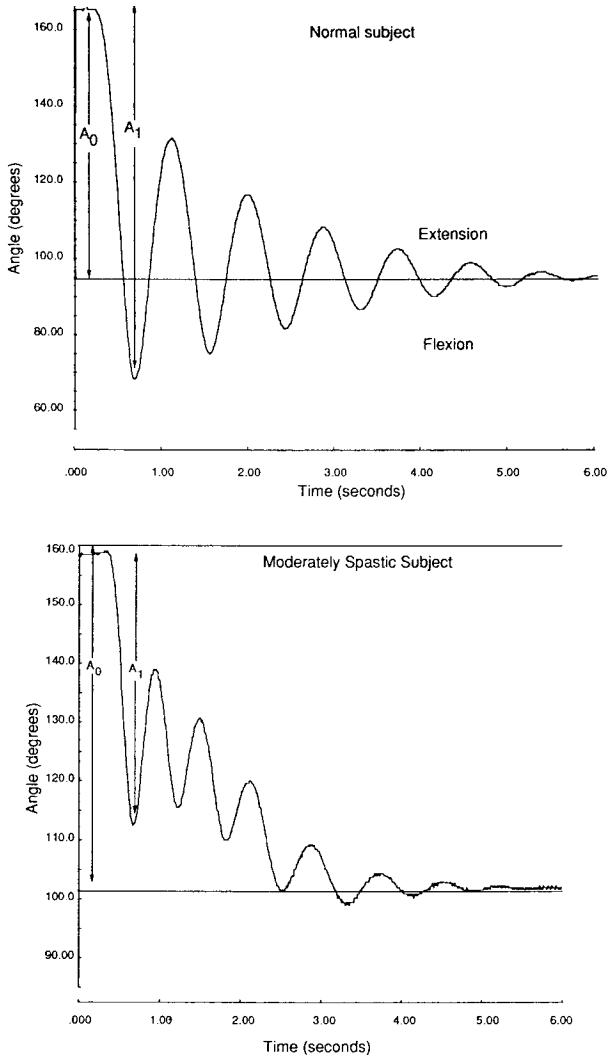 160.0
Normal subject
140.0
A0
A1
120.0
Angle (degrees)
100.0
Extension
80.00
Flexion
60.00
.000 1.00 2.00 3.00 4.00 5.00 6.0
Time (seconds)
160.0
Moderately Spastic Subject
150.0
140.0
A0
A1
130.0
Angle (degrees)
120.0
110.0
100.0
90.00
.000 1.00 2.00 3.00 4.00 5.00 6.00
Time (seconds)